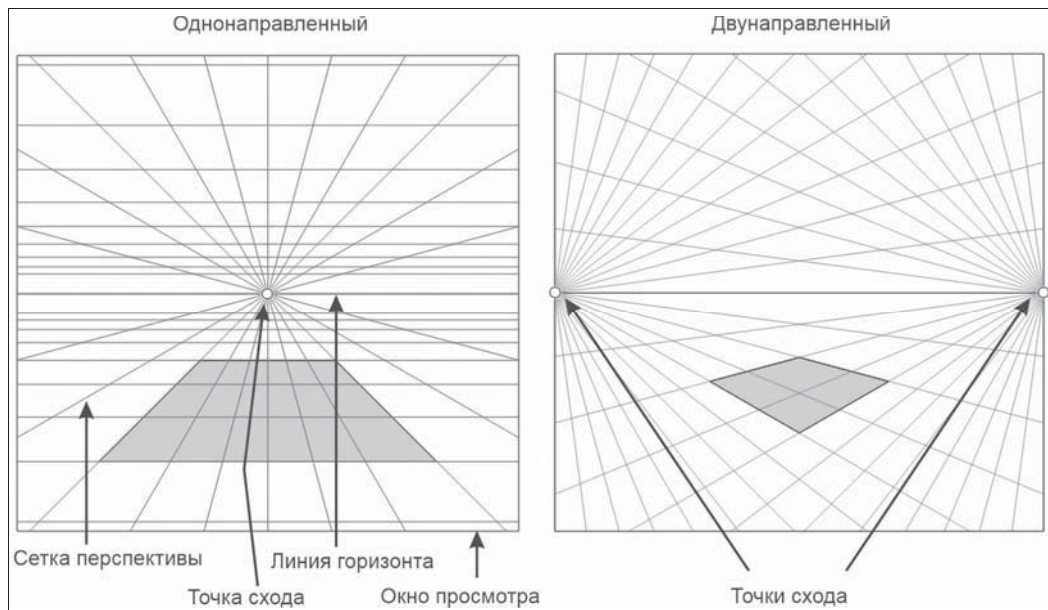 Однонаправленный
Двунаправленный
Сетка перспективы
Линия горизонта
Точка схода
Окно просмотра
Точки схода